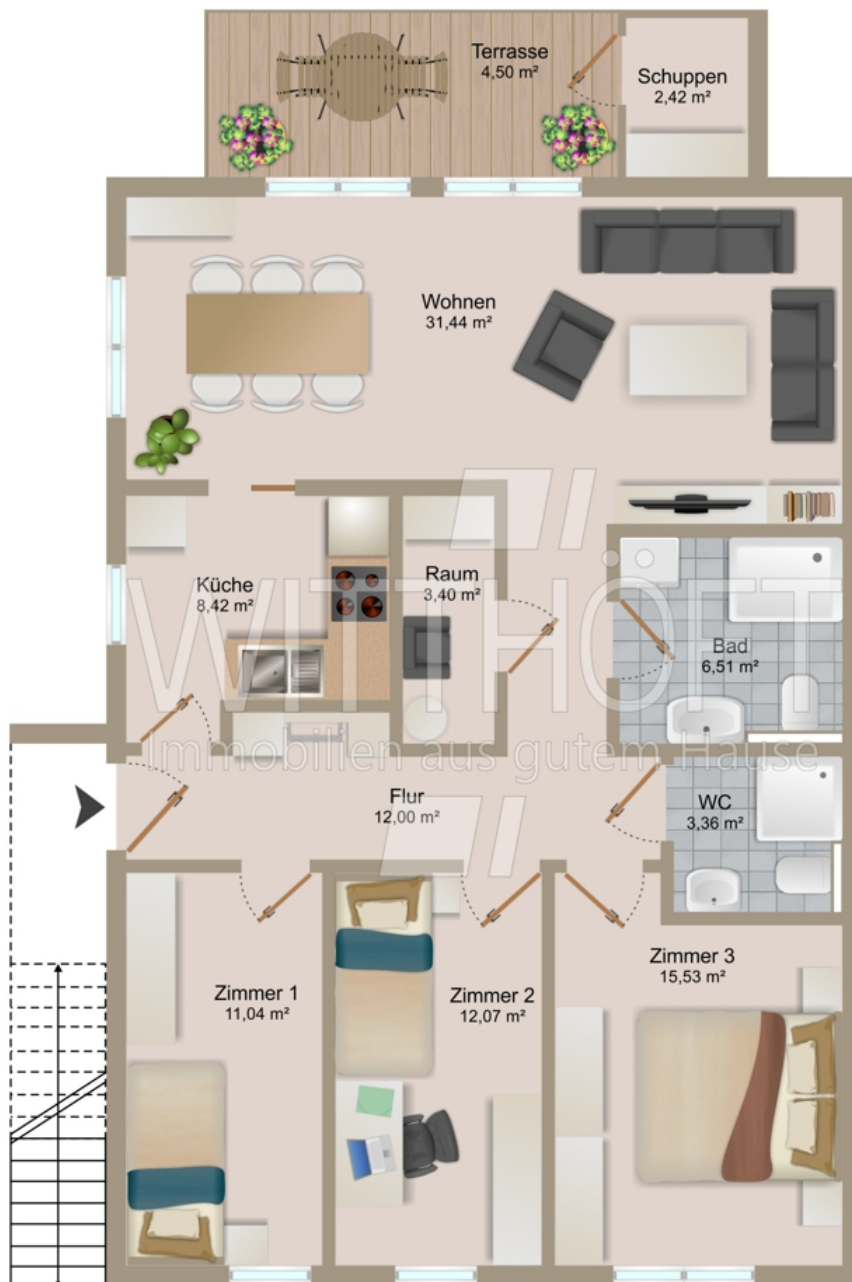 Terrasse
4,50 m²
Schuppen
2,42 m²
Wohnen
31,44 m²
Küche
8,42 m²
Raum
3,40 m²
Bad
6,51 m²
WITTHÖFT
Immobilien aus gutem Hause
Flur
12,00 m²
WC
3,36 m²
Zimmer 1
11,04 m²
Zimmer 2
12,07 m²
Zimmer 3
15,53 m²